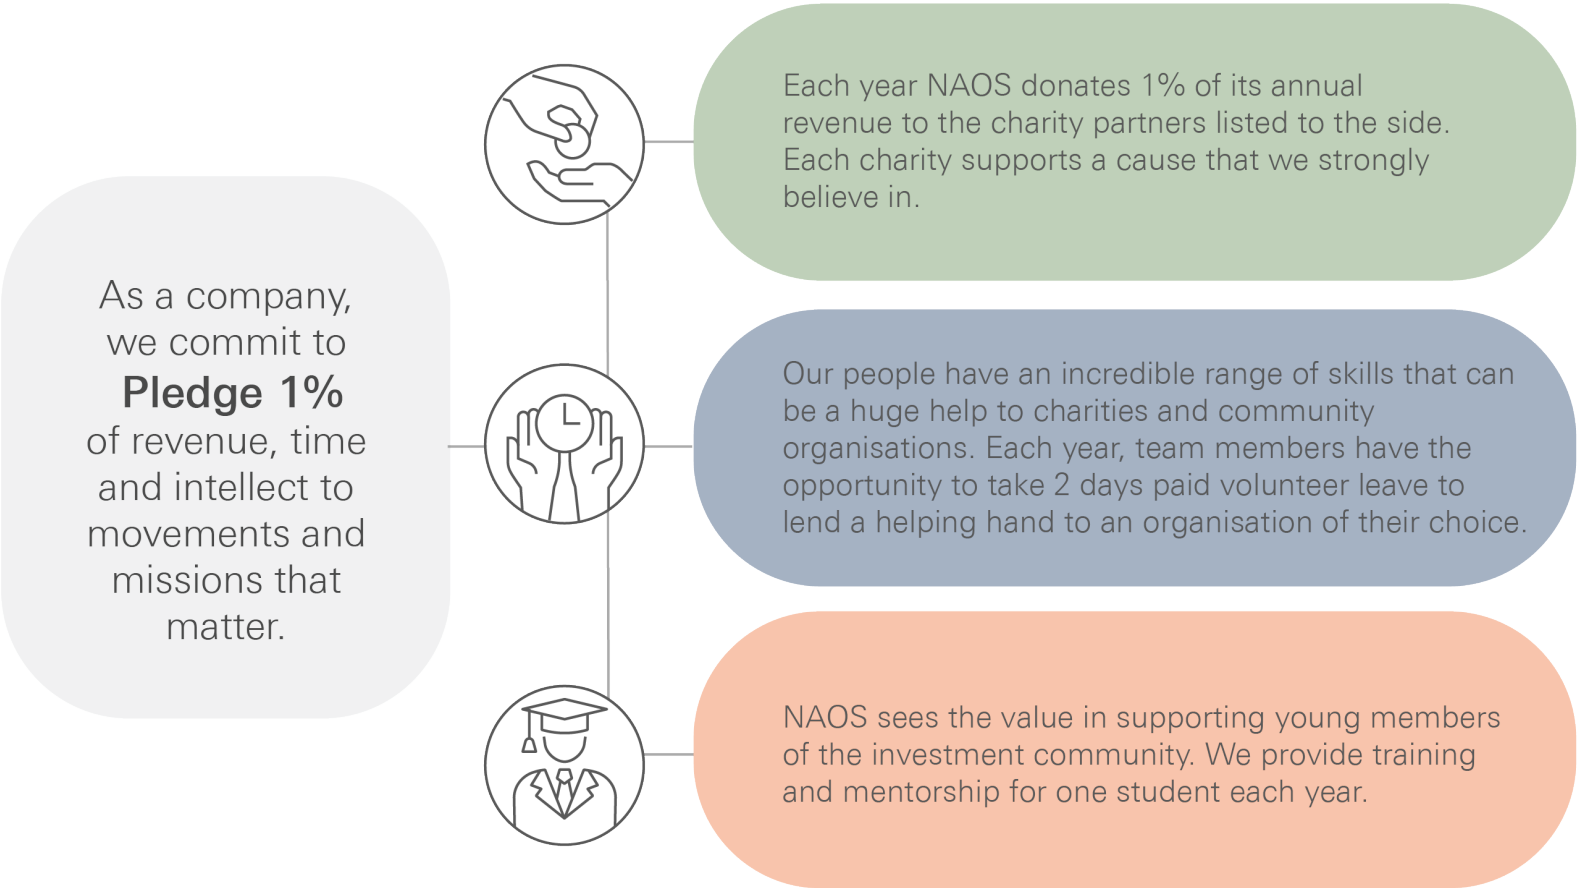 As a company,
we commit to
Pledge 1%
of revenue, time
and intellect to
movements and
missions that
matter.
Each year NAOS donates 1% of its annual
revenue to the charity partners listed to the side.
Each charity supports a cause that we strongly
believe in.
Our people have an incredible range of skills that can
be a huge help to charities and community
organisations. Each year, team members have the
opportunity to take 2 days paid volunteer leave to
lend a helping hand to an organisation of their choice.
NAOS sees the value in supporting young members
of the investment community. We provide training
and mentorship for one student each year.